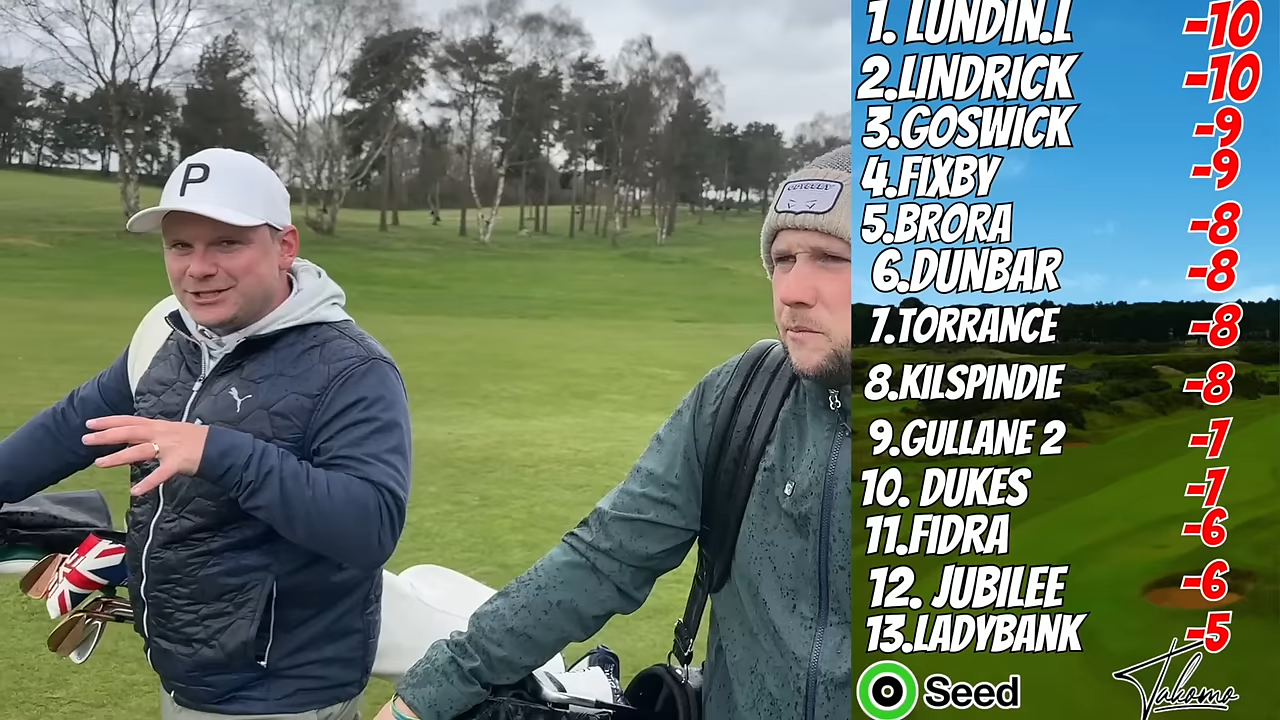 P
ODYSSEY
1. LUNDIN.L -10
2.LINDRICK -10
3.GOSWICK -9
4.FIXBY -9
5.BRORA -8
6.DUNBAR -8
7.TORRANCE -8
8.KILSPINDIE -8
9.GULLANE 2 -7
10. DUKES -7
11.FIDRA -6
12. JUBILEE -6
13.LADYBANK -5
Seed
Takomo